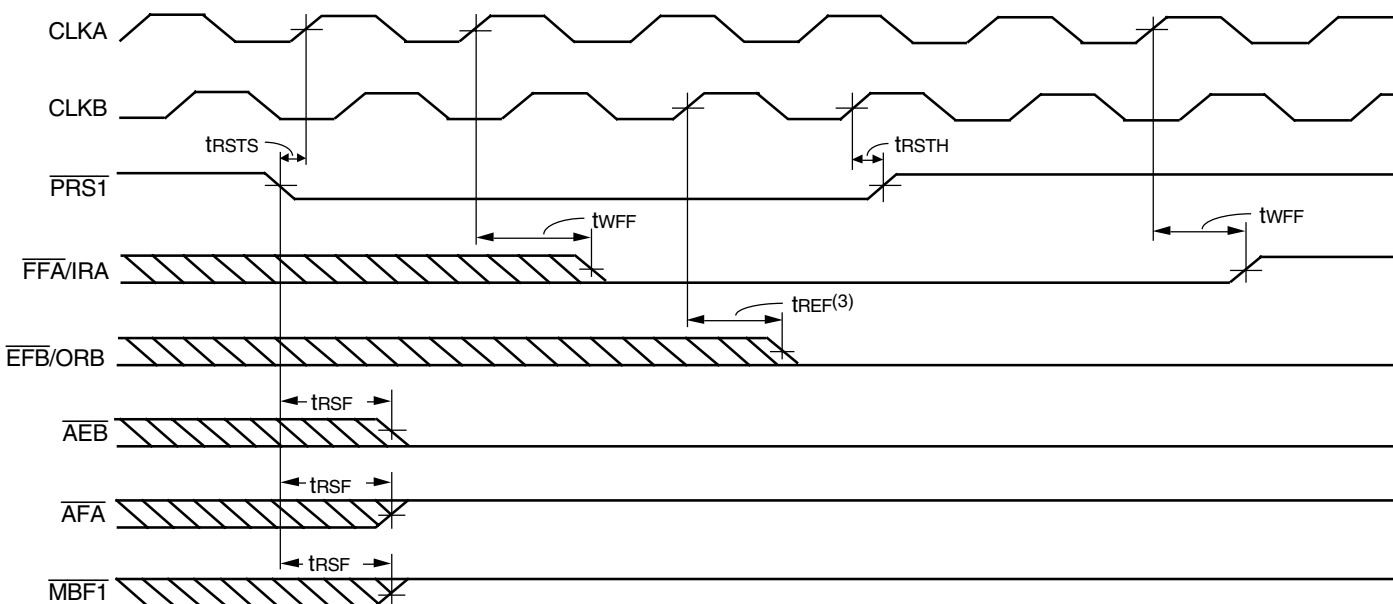 CLKA
CLKB
tRSTS
tRSTH
PRS1
tWFF
tWFF
FFA/IRA
tREF(3)
EFB/ORB
tRSF
AEB
tRSF
AFA
tRSF
MBF1